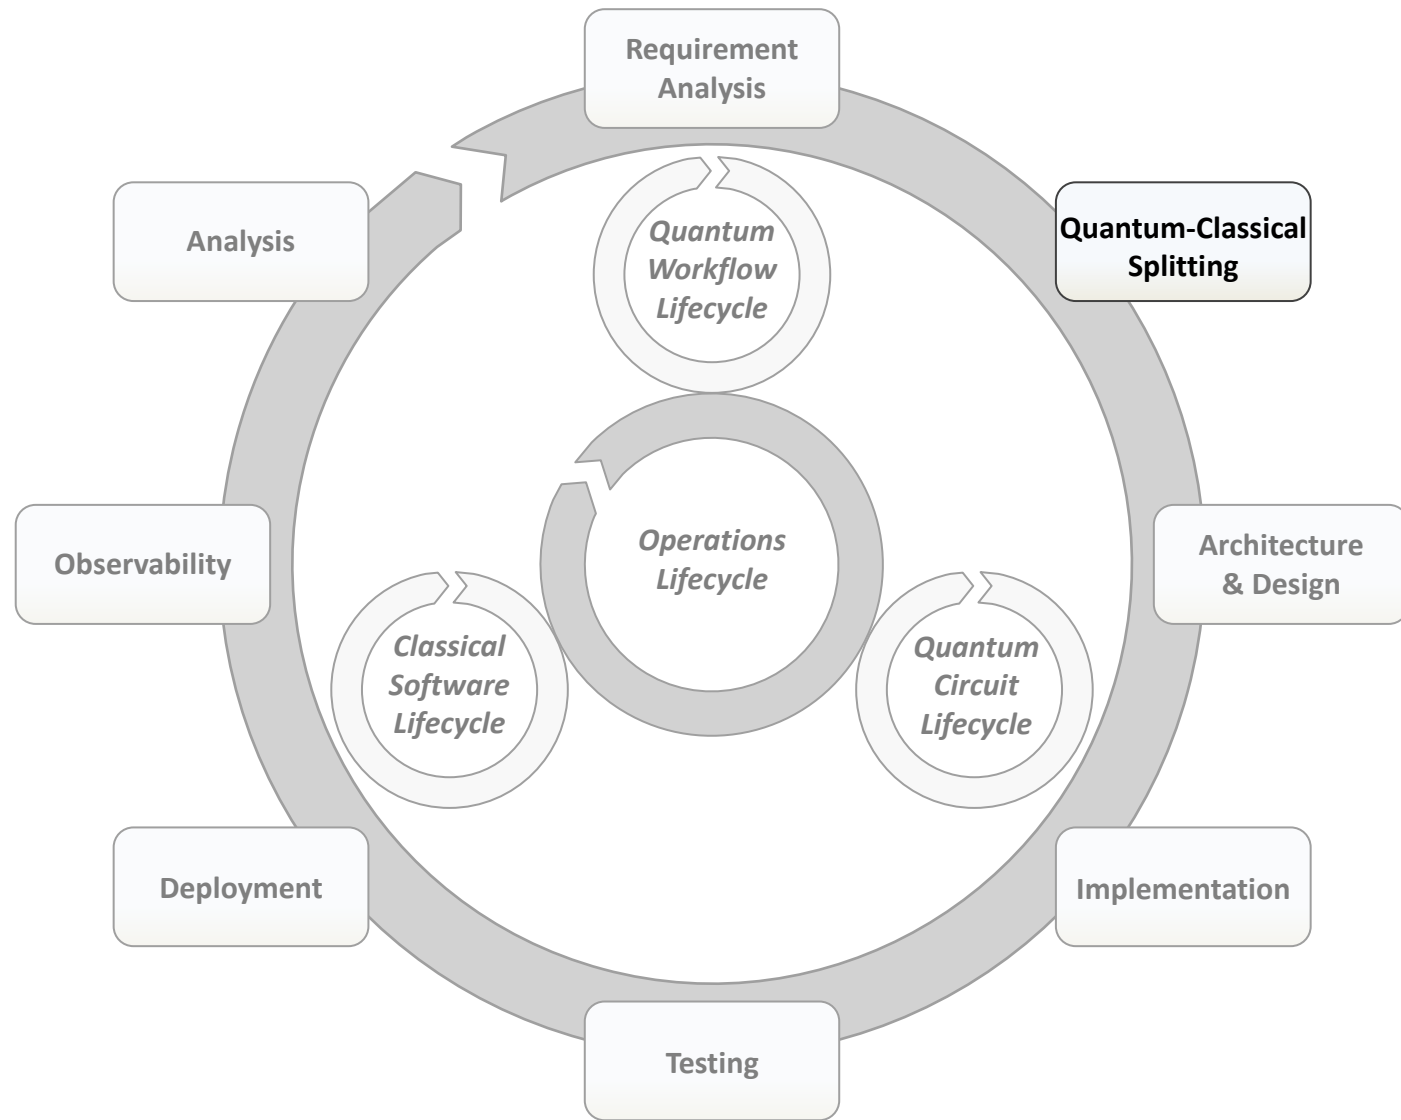 Requirement
Analysis
Quantum-Classical
Splitting
Architecture
& Design
Implementation
Testing
Deployment
Observability
Analysis
Quantum
Workflow
Lifecycle
Operations
Lifecycle
Classical
Software
Lifecycle
Quantum
Circuit
Lifecycle